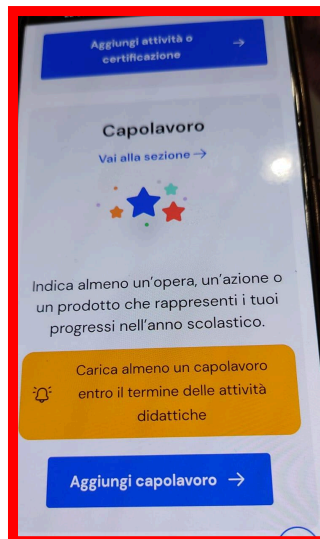 Aggiungi attività o
certificazione →
Capolavoro
Vai alla sezione →
Indica almeno un'opera, un'azione o
un prodotto che rappresenti i tuoi
progressi nell'anno scolastico.
Carica almeno un capolavoro
entro il termine delle attività
didattiche
Aggiungi capolavoro →